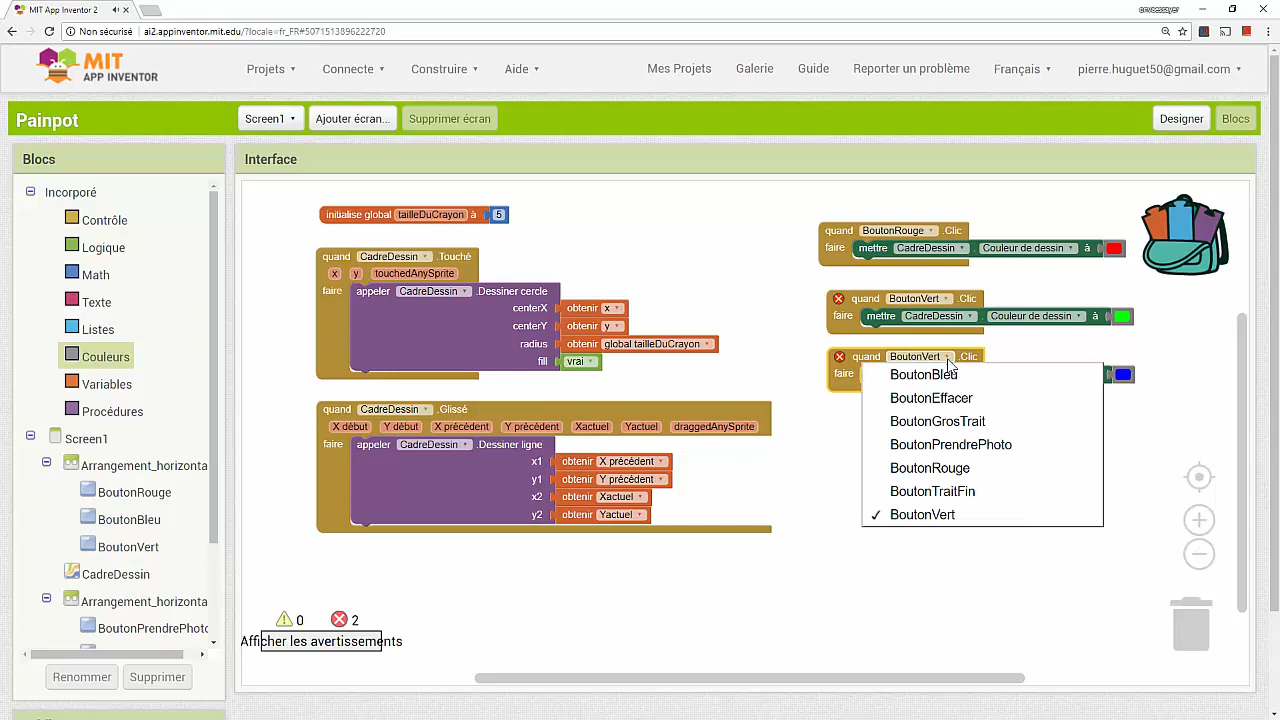 MIT App Inventor 2
envoessayer
Non sécurisé
ai2.appinventor.mit.edu/?locale=fr_FR#5071513896222720
MIT
APP INVENTOR
Projets
Connecte
Construire
Aide
Mes Projets
Guide
Reporter un problème
Français
pierre.huguet50@gmail.com
Painpot
Screen1
Ajouter écran...
Supprimer écran
Designer
Blocs
Blocs
Incorporé
Contrôle
Logique
Math
Texte
Listes
Couleurs
Variables
Procédures
Screen1
Arrangement_horizonta
BoutonRouge
BoutonBleu
BoutonVert
CadreDessin
Arrangement_horizonta
BoutonPrendrePhoto
Renommer
Supprimer
Interface
initialise global tailleDuCrayon à 5
quand CadreDessin .Touché
x y touchedAnySprite
faire appeler CadreDessin .Dessiner cercle
centerX obtenir x
centerY obtenir y
radius obtenir global tailleDuCrayon
fill vrai
quand CadreDessin .Glissé
X début Y début X précédent Y précédent Xactuel Yactuel draggedAnySprite
faire appeler CadreDessin .Dessiner ligne
x1 obtenir X précédent
y1 obtenir Y précédent
x2 obtenir Xactuel
y2 obtenir Yactuel
quand BoutonRouge .Clic
faire mettre CadreDessin . Couleur de dessin à
quand BoutonVert .Clic
faire mettre CadreDessin . Couleur de dessin à
quand BoutonVert .Clic
faire
BoutonBleu
BoutonEffacer
BoutonGrosTrait
BoutonPrendrePhoto
BoutonRouge
BoutonTraitFin
✓ BoutonVert
0 2
Afficher les avertissements